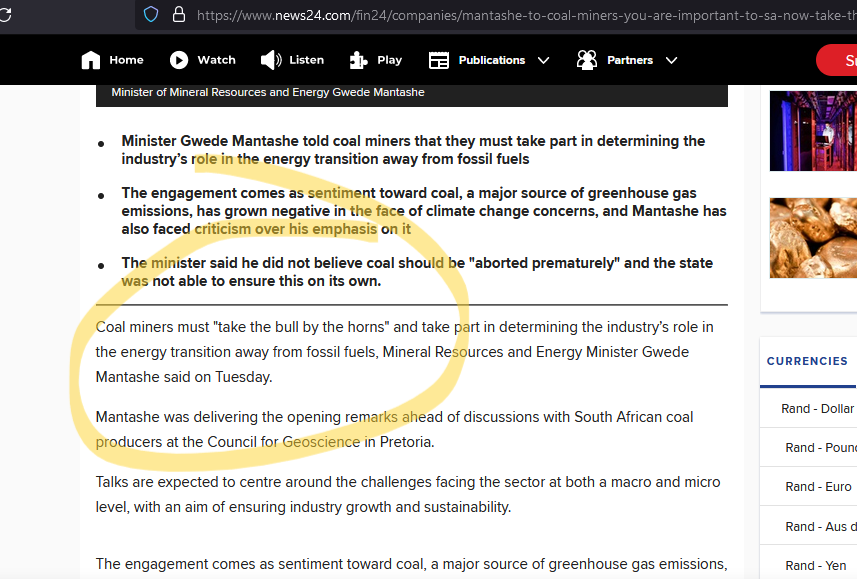 https://www.news24.com/fin24/companies/mantashe-to-coal-miners-you-are-important-to-sa-now-take-th
Home Watch Listen Play Publications Partners
Minister of Mineral Resources and Energy Gwede Mantashe
• Minister Gwede Mantashe told coal miners that they must take part in determining the
industry’s role in the energy transition away from fossil fuels
• The engagement comes as sentiment toward coal, a major source of greenhouse gas
emissions, has grown negative in the face of climate change concerns, and Mantashe has
also faced criticism over his emphasis on it
• The minister said he did not believe coal should be "aborted prematurely" and the state
was not able to ensure this on its own.
Coal miners must "take the bull by the horns" and take part in determining the industry’s role in
the energy transition away from fossil fuels, Mineral Resources and Energy Minister Gwede
Mantashe said on Tuesday.
Mantashe was delivering the opening remarks ahead of discussions with South African coal
producers at the Council for Geoscience in Pretoria.
Talks are expected to centre around the challenges facing the sector at both a macro and micro
level, with an aim of ensuring industry growth and sustainability.
The engagement comes as sentiment toward coal, a major source of greenhouse gas emissions,
CURRENCIES
Rand - Dollar
Rand - Poun
Rand - Euro
Rand - Aus d
Rand - Yen